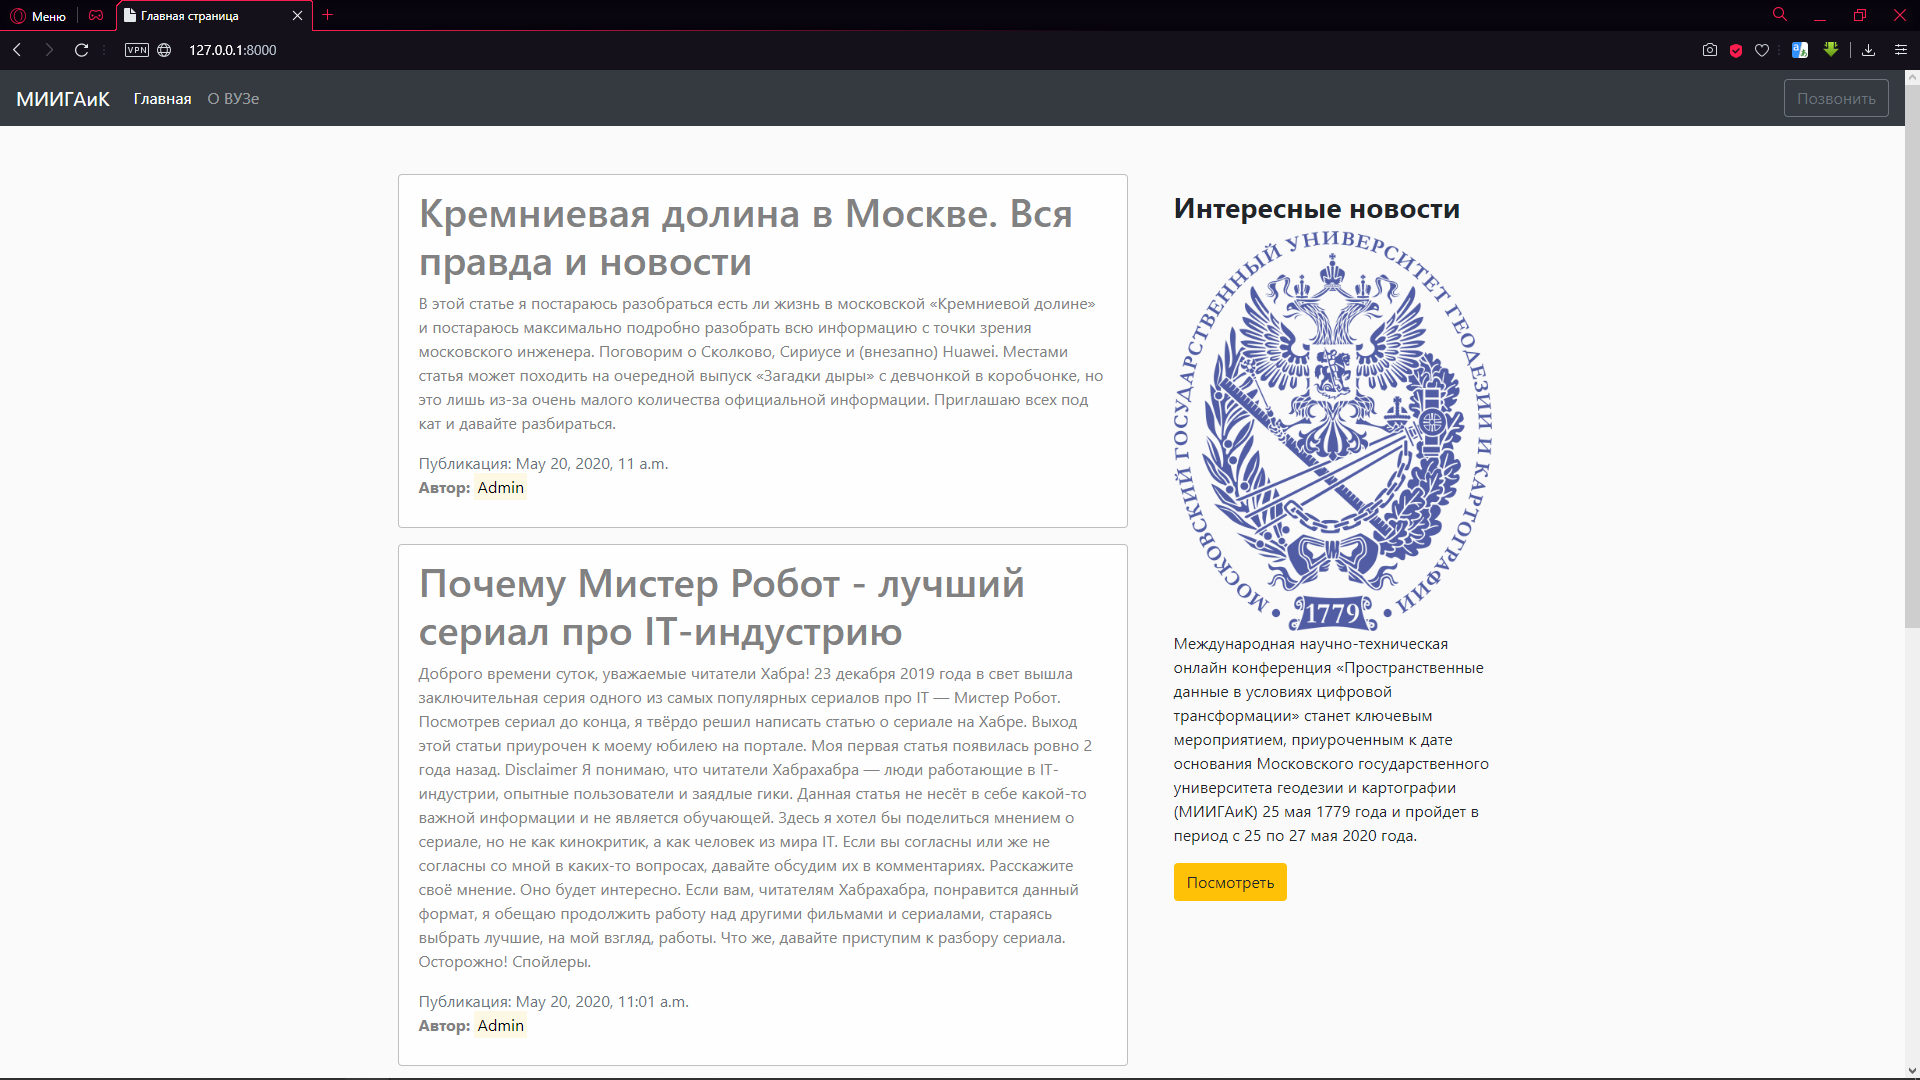 Меню
Главная страница
VPN
127.0.0.1:8000
МИИГАиК
Главная
О ВУЗе
Позвонить
Кремниевая долина в Москве. Вся
правда и новости
В этой статье я постараюсь разобраться есть ли жизнь в московской «Кремниевой долине»
и постараюсь максимально подробно разобрать всю информацию с точки зрения
московского инженера. Поговорим о Сколково, Сириусе и (внезапно) Huawei. Местами
статья может походить на очередной выпуск «Загадки дыры» с девчонкой в коробчонке, но
это лишь из-за очень малого количества официальной информации. Приглашаю всех под
кат и давайте разбираться.
Публикация: May 20, 2020, 11 a.m.
Автор: Admin
Почему Мистер Робот - лучший
сериал про IT-индустрию
Доброго времени суток, уважаемые читатели Хабра! 23 декабря 2019 года в свет вышла
заключительная серия одного из самых популярных сериалов про IT — Мистер Робот.
Посмотрев сериал до конца, я твёрдо решил написать статью о сериале на Хабре. Выход
этой статьи приурочен к моему юбилею на портале. Моя первая статья появилась ровно 2
года назад. Disclaimer Я понимаю, что читатели Хабрахабра — люди работающие в IT-
индустрии, опытные пользователи и заядлые гики. Данная статья не несёт в себе какой-то
важной информации и не является обучающей. Здесь я хотел бы поделиться мнением о
сериале, но не как кинокритик, а как человек из мира IT. Если вы согласны или же не
согласны со мной в каких-то вопросах, давайте обсудим их в комментариях. Расскажите
своё мнение. Оно будет интересно. Если вам, читателям Хабрахабра, понравится данный
формат, я обещаю продолжить работу над другими фильмами и сериалами, стараясь
выбрать лучшие, на мой взгляд, работы. Что же, давайте приступим к разбору сериала.
Осторожно! Спойлеры.
Публикация: May 20, 2020, 11:01 a.m.
Автор: Admin
Интересные новости
МОСКОВСКИЙ ГОСУДАРСТВЕННЫЙ УНИВЕРСИТЕТ ГЕОДЕЗИИ И КАРТОГРАФИИ
1779
Международная научно-техническая
онлайн конференция «Пространственные
данные в условиях цифровой
трансформации» станет ключевым
мероприятием, приуроченным к дате
основания Московского государственного
университета геодезии и картографии
(МИИГАиК) 25 мая 1779 года и пройдет в
период с 25 по 27 мая 2020 года.
Посмотреть